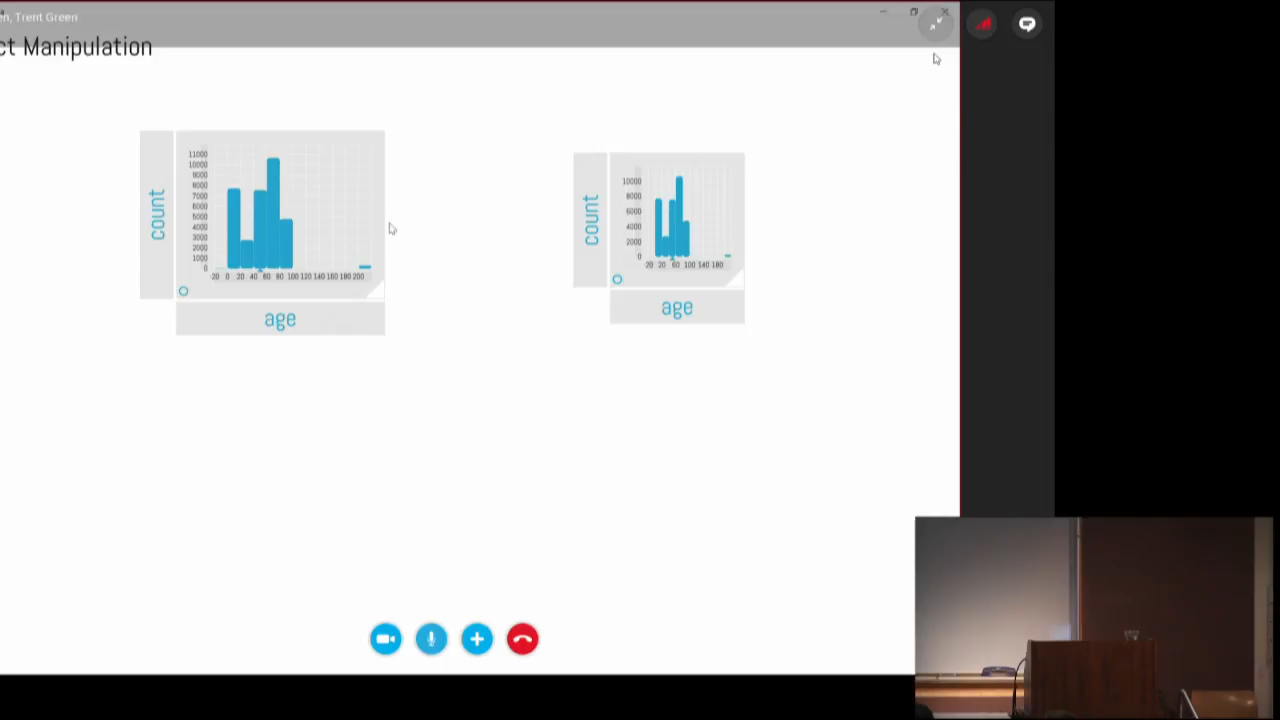 en, Trent Green
ct Manipulation
count
11000
10000
9000
8000
7000
6000
5000
4000
3000
2000
1000
0
-20 0 20 40 60 80 100 120 140 160 180 200
age
count
10000
8000
6000
4000
2000
0
-20 20 60 100 140 180
age